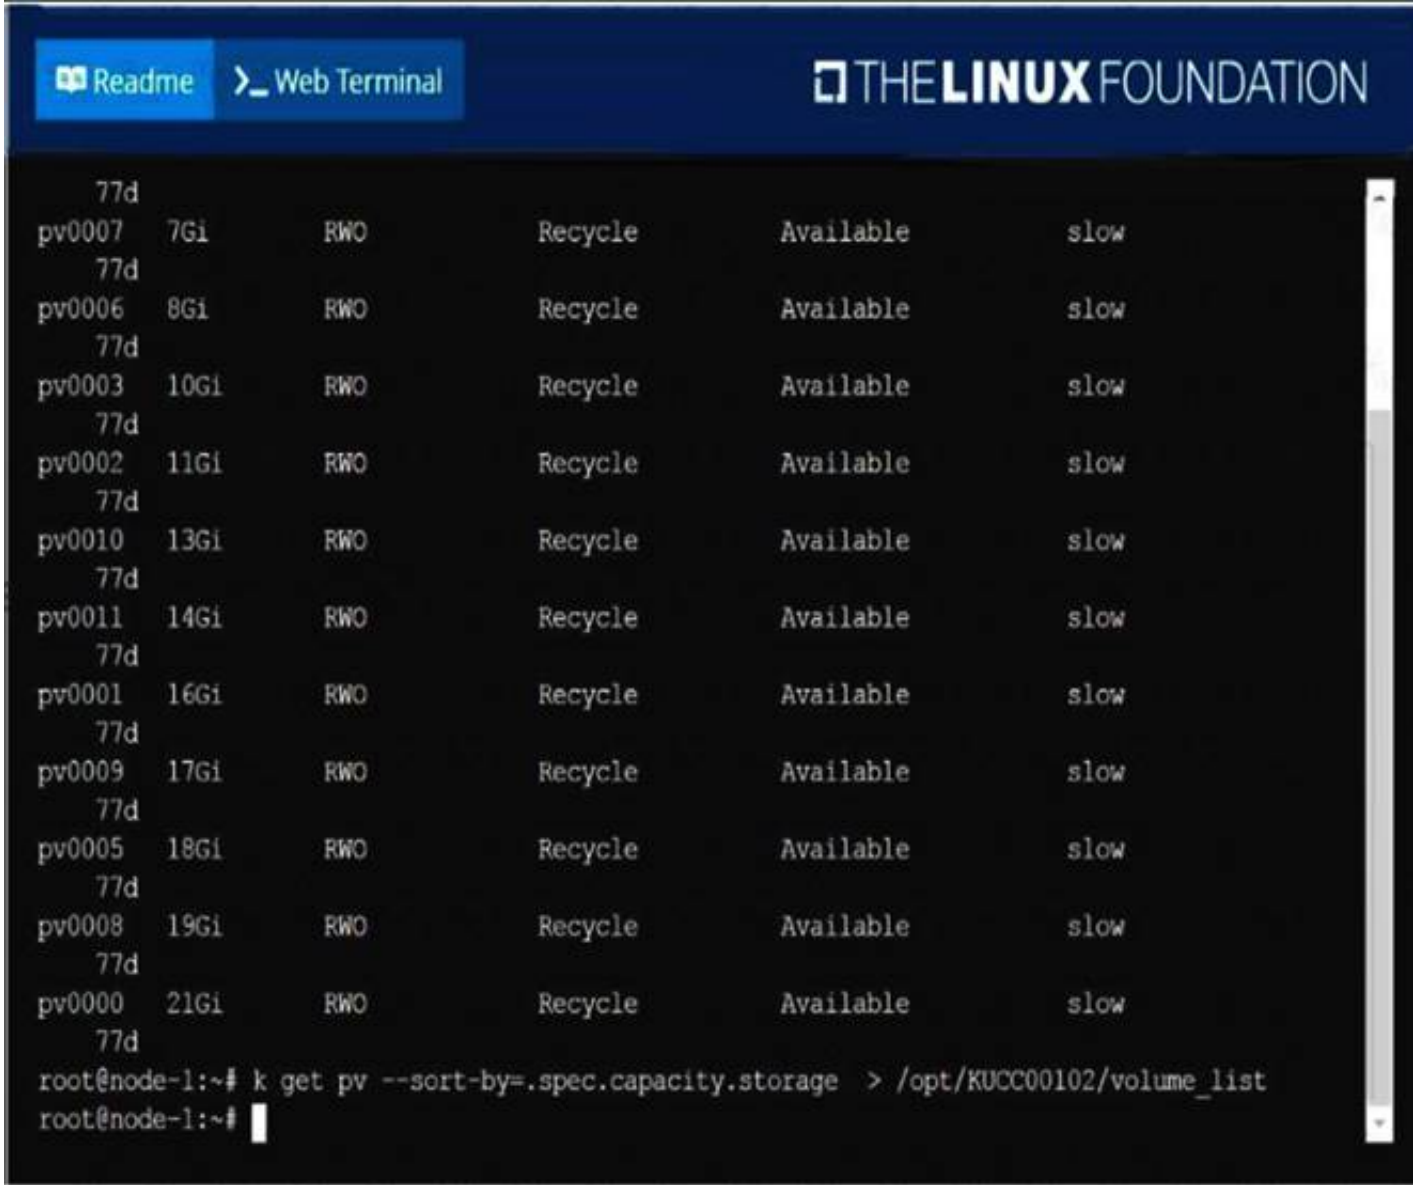 Readme >_ Web Terminal THE LINUX FOUNDATION
77d
pv0007 7Gi RWO Recycle Available slow
77d
pv0006 8Gi RWO Recycle Available slow
77d
pv0003 10Gi RWO Recycle Available slow
77d
pv0002 11Gi RWO Recycle Available slow
77d
pv0010 13Gi RWO Recycle Available slow
77d
pv0011 14Gi RWO Recycle Available slow
77d
pv0001 16Gi RWO Recycle Available slow
77d
pv0009 17Gi RWO Recycle Available slow
77d
pv0005 18Gi RWO Recycle Available slow
77d
pv0008 19Gi RWO Recycle Available slow
77d
pv0000 21Gi RWO Recycle Available slow
77d
root@node-1:~# k get pv --sort-by=.spec.capacity.storage > /opt/KUCC00102/volume_list
root@node-1:~#